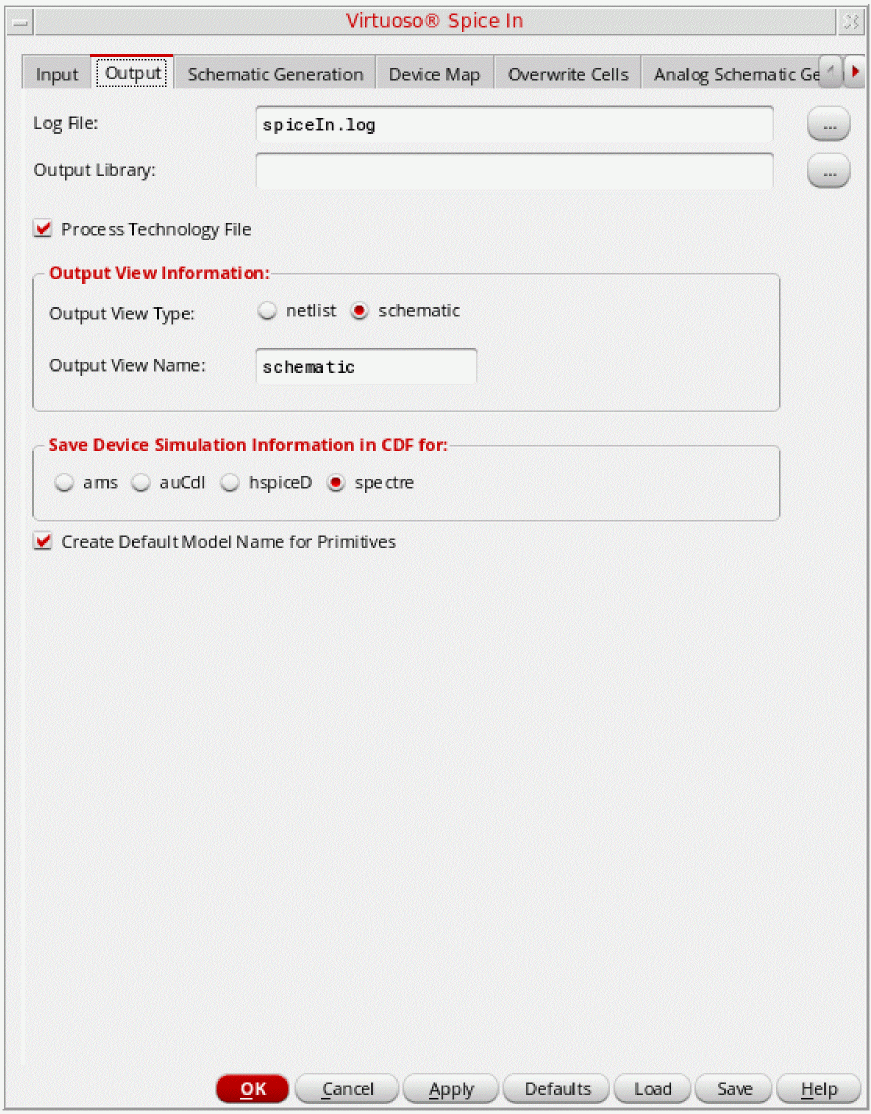 Virtuoso® Spice In
Input Output Schematic Generation Device Map Overwrite Cells Analog Schematic Ge
Log File: spiceIn.log ...
Output Library: ...
Process Technology File
Output View Information:
Output View Type: netlist schematic
Output View Name: schematic
Save Device Simulation Information in CDF for:
ams auCdl hspiceD spectre
Create Default Model Name for Primitives
OK Cancel Apply Defaults Load Save Help